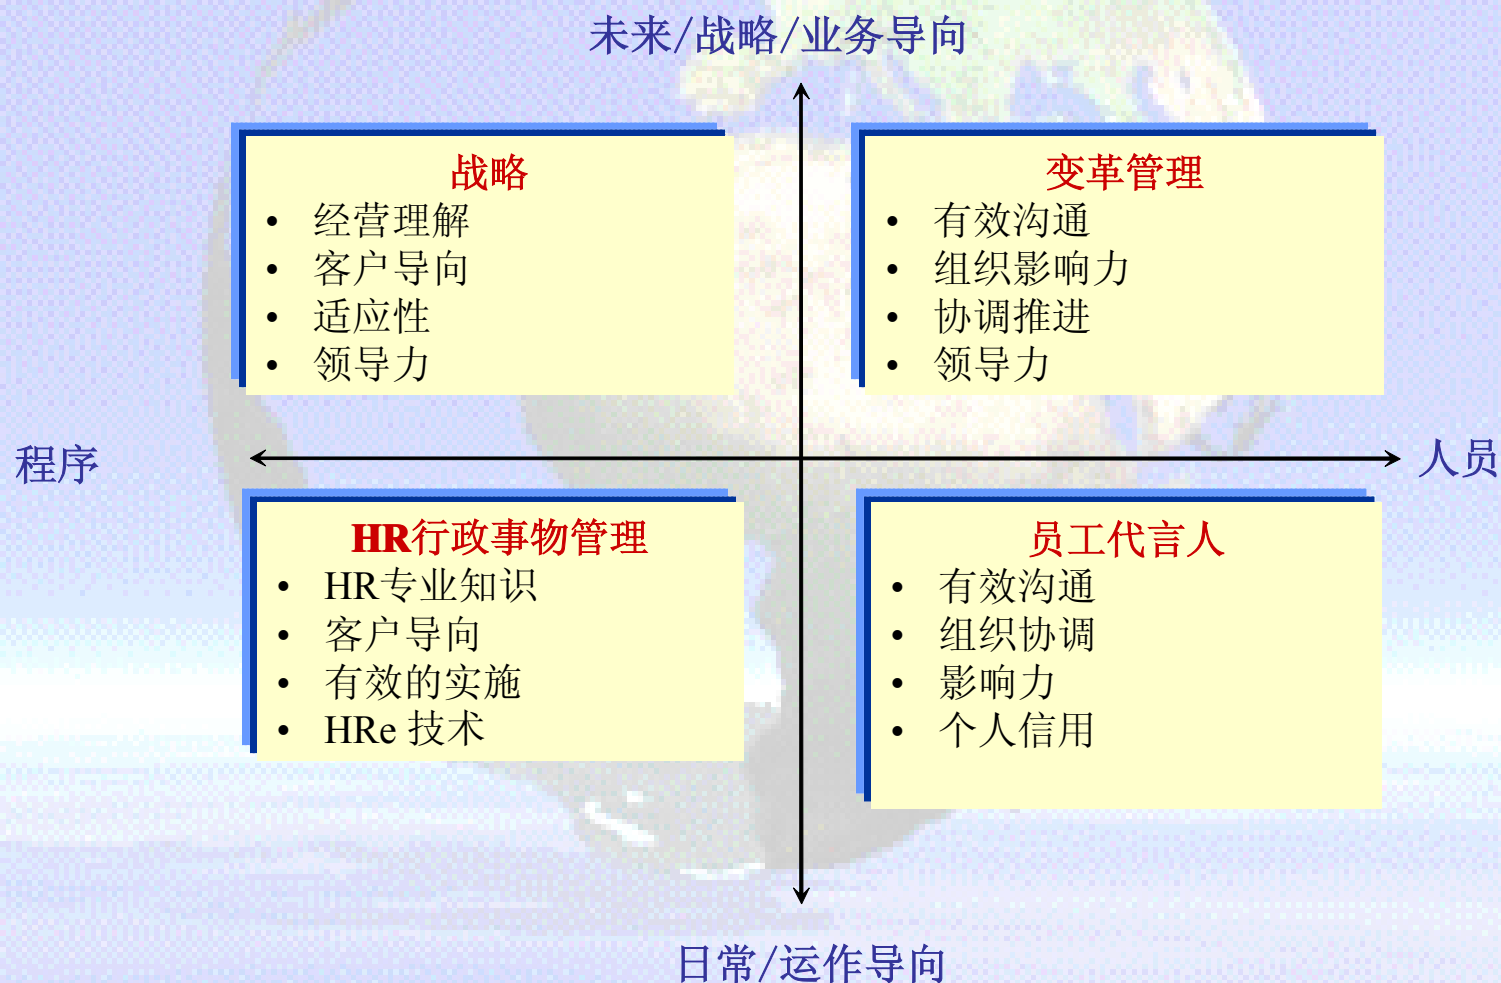 未来/战略/业务导向
战略
• 经营理解
• 客户导向
• 适应性
• 领导力
变革管理
• 有效沟通
• 组织影响力
• 协调推进
• 领导力
程序
人员
HR行政事物管理
• HR专业知识
• 客户导向
• 有效的实施
• HRe 技术
员工代言人
• 有效沟通
• 组织协调
• 影响力
• 个人信用
日常/运作导向